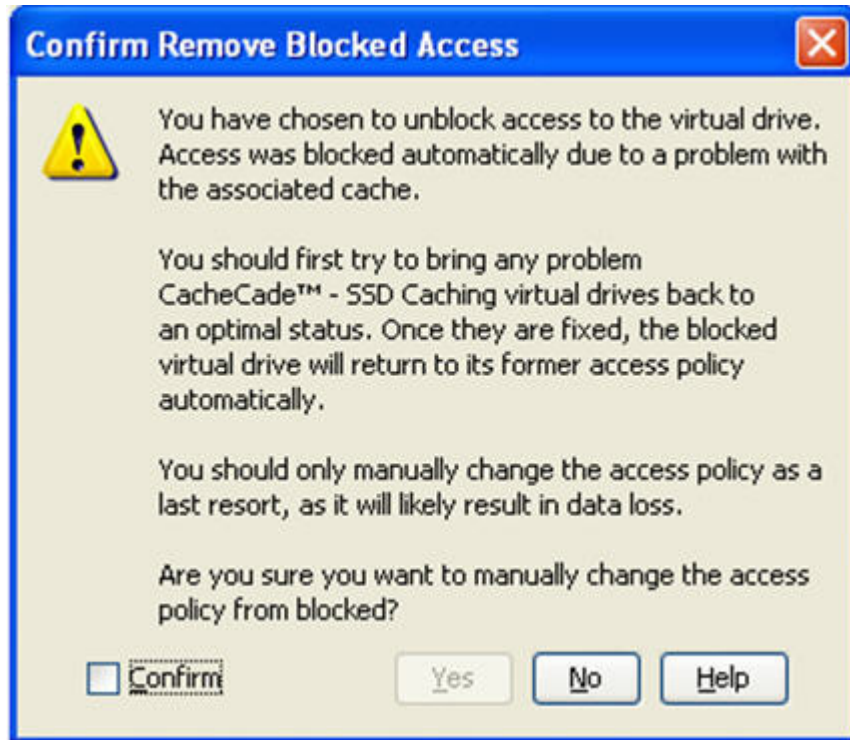 Confirm Remove Blocked Access
You have chosen to unblock access to the virtual drive.
Access was blocked automatically due to a problem with
the associated cache.
You should first try to bring any problem
CacheCade™ - SSD Caching virtual drives back to
an optimal status. Once they are fixed, the blocked
virtual drive will return to its former access policy
automatically.
You should only manually change the access policy as a
last resort, as it will likely result in data loss.
Are you sure you want to manually change the access
policy from blocked?
Confirm Yes No Help